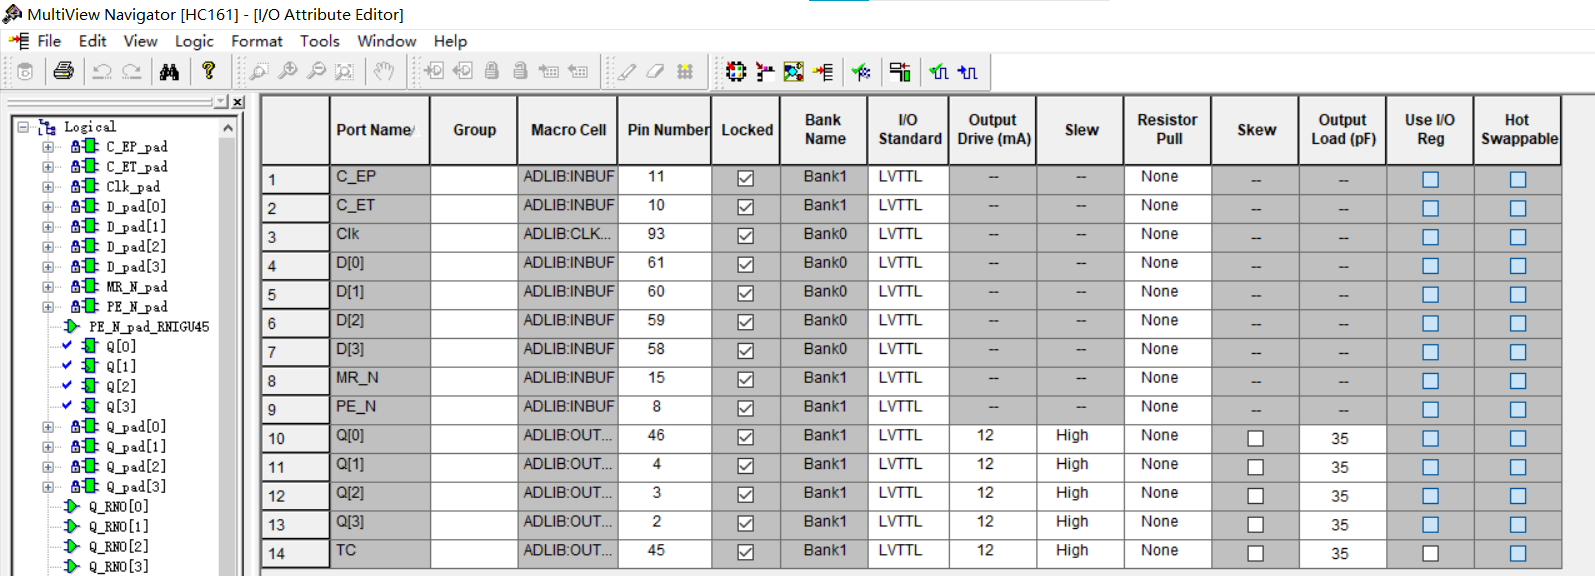 MultiView Navigator [HC161] - [I/O Attribute Editor]
File Edit View Logic Format Tools Window Help
Logical
C_EP_pad
C_ET_pad
Clk_pad
D_pad[0]
D_pad[1]
D_pad[2]
D_pad[3]
MR_N_pad
PE_N_pad
PE_N_pad_RNIGU45
Q[0]
Q[1]
Q[2]
Q[3]
Q_pad[0]
Q_pad[1]
Q_pad[2]
Q_pad[3]
Q_RNO[0]
Q_RNO[1]
Q_RNO[2]
Q_RNO[3]
Port Name Group Macro Cell Pin Number Locked Bank Name I/O Standard Output Drive (mA) Slew Resistor Pull Skew Output Load (pF) Use I/O Reg Hot Swappable
1 C_EP ADLIB:INBUF 11 Bank1 LVTTL -- -- None -- --
2 C_ET ADLIB:INBUF 10 Bank1 LVTTL -- -- None -- --
3 Clk ADLIB:CLK... 93 Bank0 LVTTL -- -- None -- --
4 D[0] ADLIB:INBUF 61 Bank0 LVTTL -- -- None -- --
5 D[1] ADLIB:INBUF 60 Bank0 LVTTL -- -- None -- --
6 D[2] ADLIB:INBUF 59 Bank0 LVTTL -- -- None -- --
7 D[3] ADLIB:INBUF 58 Bank0 LVTTL -- -- None -- --
8 MR_N ADLIB:INBUF 15 Bank1 LVTTL -- -- None -- --
9 PE_N ADLIB:INBUF 8 Bank1 LVTTL -- -- None -- --
10 Q[0] ADLIB:OUT... 46 Bank1 LVTTL 12 High None 35
11 Q[1] ADLIB:OUT... 4 Bank1 LVTTL 12 High None 35
12 Q[2] ADLIB:OUT... 3 Bank1 LVTTL 12 High None 35
13 Q[3] ADLIB:OUT... 2 Bank1 LVTTL 12 High None 35
14 TC ADLIB:OUT... 45 Bank1 LVTTL 12 High None 35